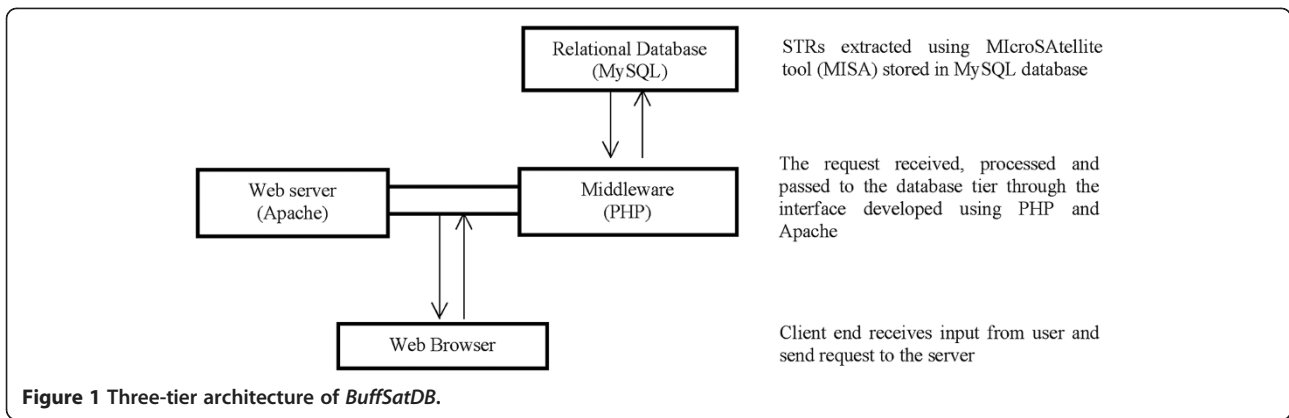 Relational Database
(MySQL)
STRs extracted using MIcroSAtellite
tool (MISA) stored in MySQL database
Web server
(Apache)
Middleware
(PHP)
The request received, processed and
passed to the database tier through the
interface developed using PHP and
Apache
Web Browser
Client end receives input from user and
send request to the server
Figure 1 Three-tier architecture of BuffSatDB.